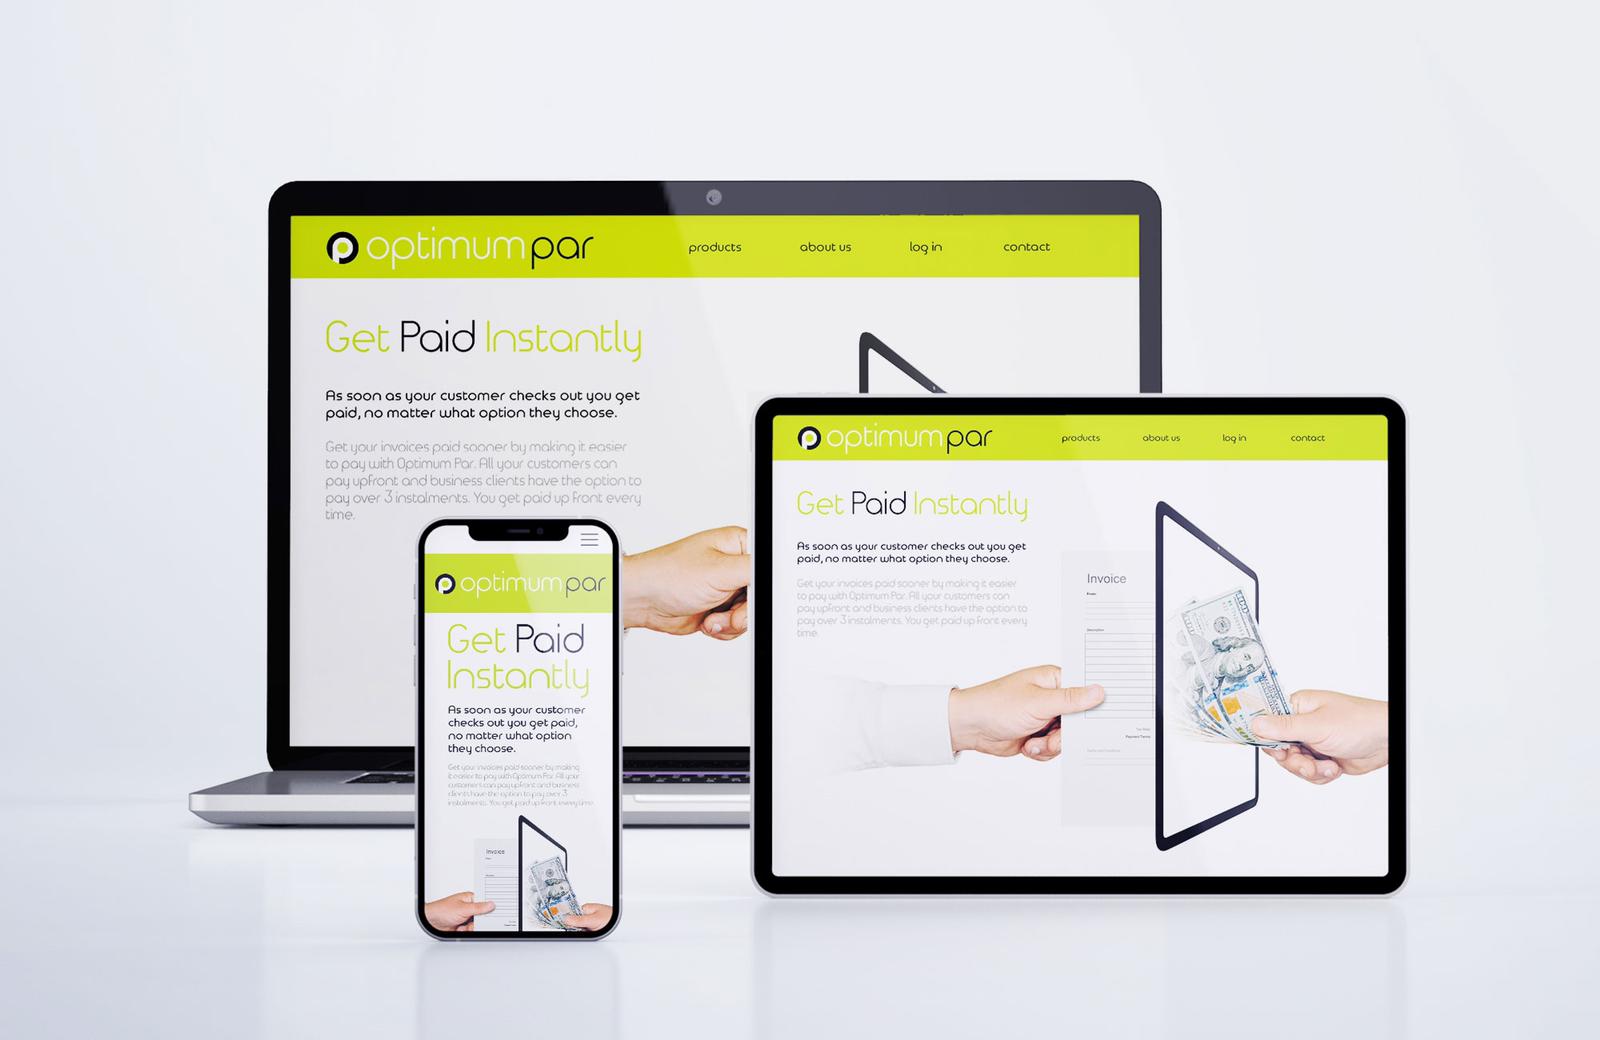 optimum par
products about us log in contact
Get Paid Instantly
As soon as your customer checks out you get
paid, no matter what option they choose.
Get your invoices paid sooner by making it easier
to pay with Optimum Par. All your customers can
pay upfront and business clients have the option to
pay over 3 instalments. You get paid up front every
time.
optimum par
products about us log in contact
Get Paid Instantly
As soon as your customer checks out you get
paid, no matter what option they choose.
Get your invoices paid sooner by making it easier
to pay with Optimum Par. All your customers can
pay upfront and business clients have the option to
pay over 3 instalments. You get paid up front every
time.
Invoice
From:
Description
Payment Terms
Terms and Conditions
100
optimum par
Get Paid
Instantly
As soon as your customer
checks out you get paid,
no matter what option
they choose.
Get your invoices paid sooner by making
it easier to pay with Optimum Par. All your
customers can pay upfront and business
clients have the option to pay over 3
instalments. You get paid up front every time.
Invoice